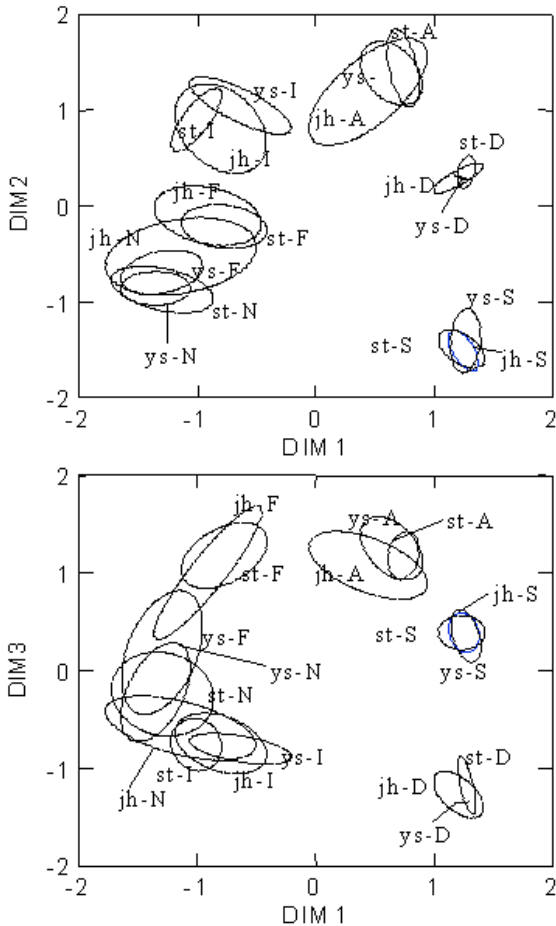 2
st-A
ys-
ys-I
1
jh-A
st-I
st-D
jh-I
jh-F
jh-D
DIM2
0
ys-D
jh-N
st-F
ys-F
-1
st-N
ys-S
ys-N
st-S
jh-S
-2
-2 -1 0 1 2
DIM 1
2
jh-F
ys-A
st-A
1
st-F
jh-A
jh-S
ys-F
st-S
DIM3
0
ys-N
ys-S
st-N
-1
ys-I
st-D
st-I
jh-I
jh-D
jh-N
ys-D
-2
-2 -1 0 1 2
DIM 1